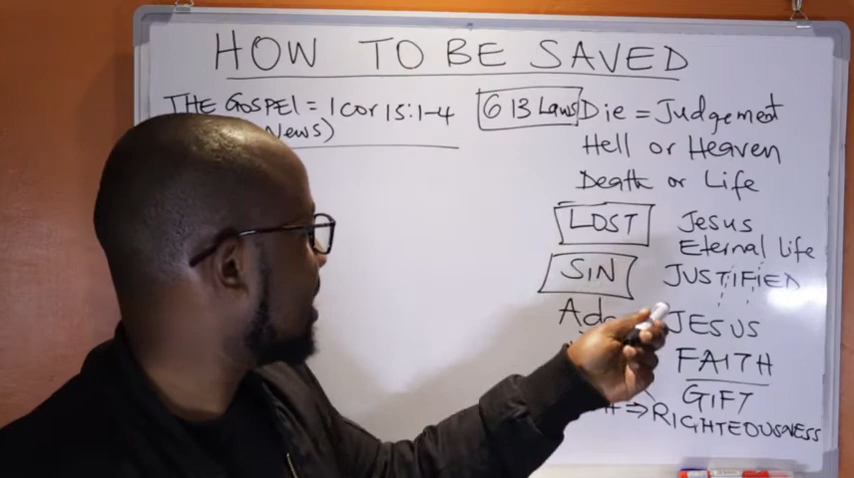 HOW TO BE SAVED
THE GOSPEL = 1 Cor 15:1-4
News)
613 Laws
Die = Judgement
Hell or Heaven
Death or Life
LOST
Jesus
Eternal life
SIN
JUSTIFIED
JESUS
FAITH
GIFT
⇒ RIGHTEOUSNESS